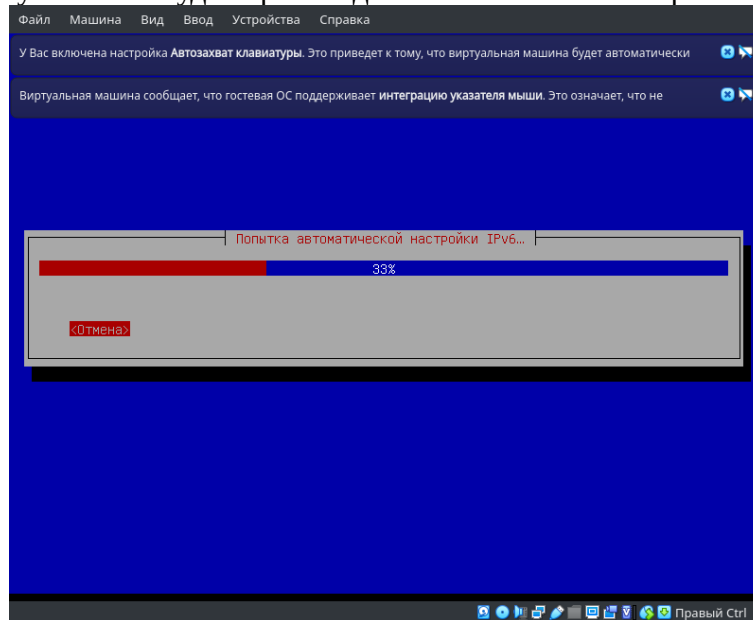 Файл Машина Вид Ввод Устройства Справка
У Вас включена настройка Автозахват клавиатуры. Это приведет к тому, что виртуальная машина будет автоматически
Виртуальная машина сообщает, что гостевая ОС поддерживает интеграцию указателя мыши. Это означает, что не
Попытка автоматической настройки IPv6…
33%
<Отмена>
Правый Ctrl